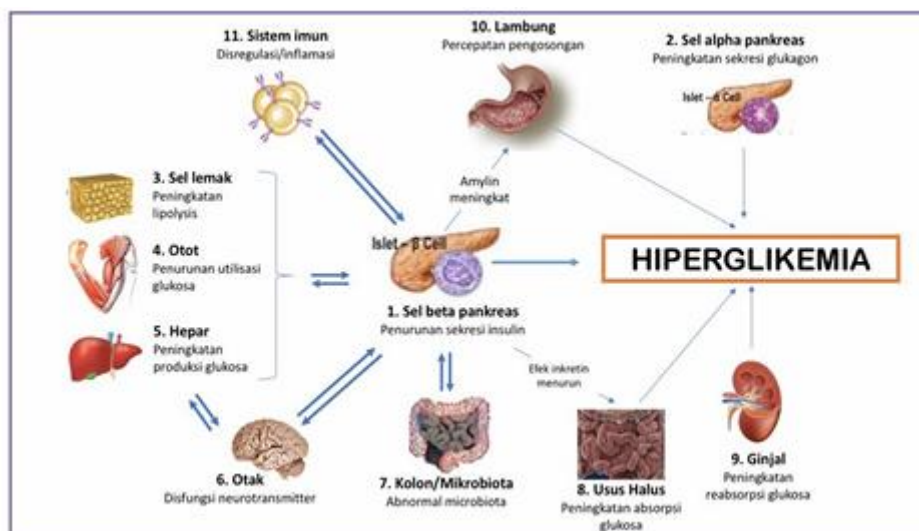 11. Sistem imun
Disregulasi/inflamasi
10. Lambung
Percepatan pengosongan
2. Sel alpha pankreas
Peningkatan sekresi glukagon
Islet – α Cell
3. Sel lemak
Peningkatan
lipolysis
Amylin
meningkat
4. Otot
Penurunan utilisasi
glukosa
Islet – β Cell
HIPERGLIKEMIA
1. Sel beta pankreas
Penurunan sekresi insulin
5. Hepar
Peningkatan
produksi glukosa
Efek inkretin
menurun
6. Otak
Disfungsi neurotransmitter
7. Kolon/Mikrobiota
Abnormal microbiota
8. Usus Halus
Peningkatan absorpsi
glukosa
9. Ginjal
Peningkatan
reabsorpsi glukosa